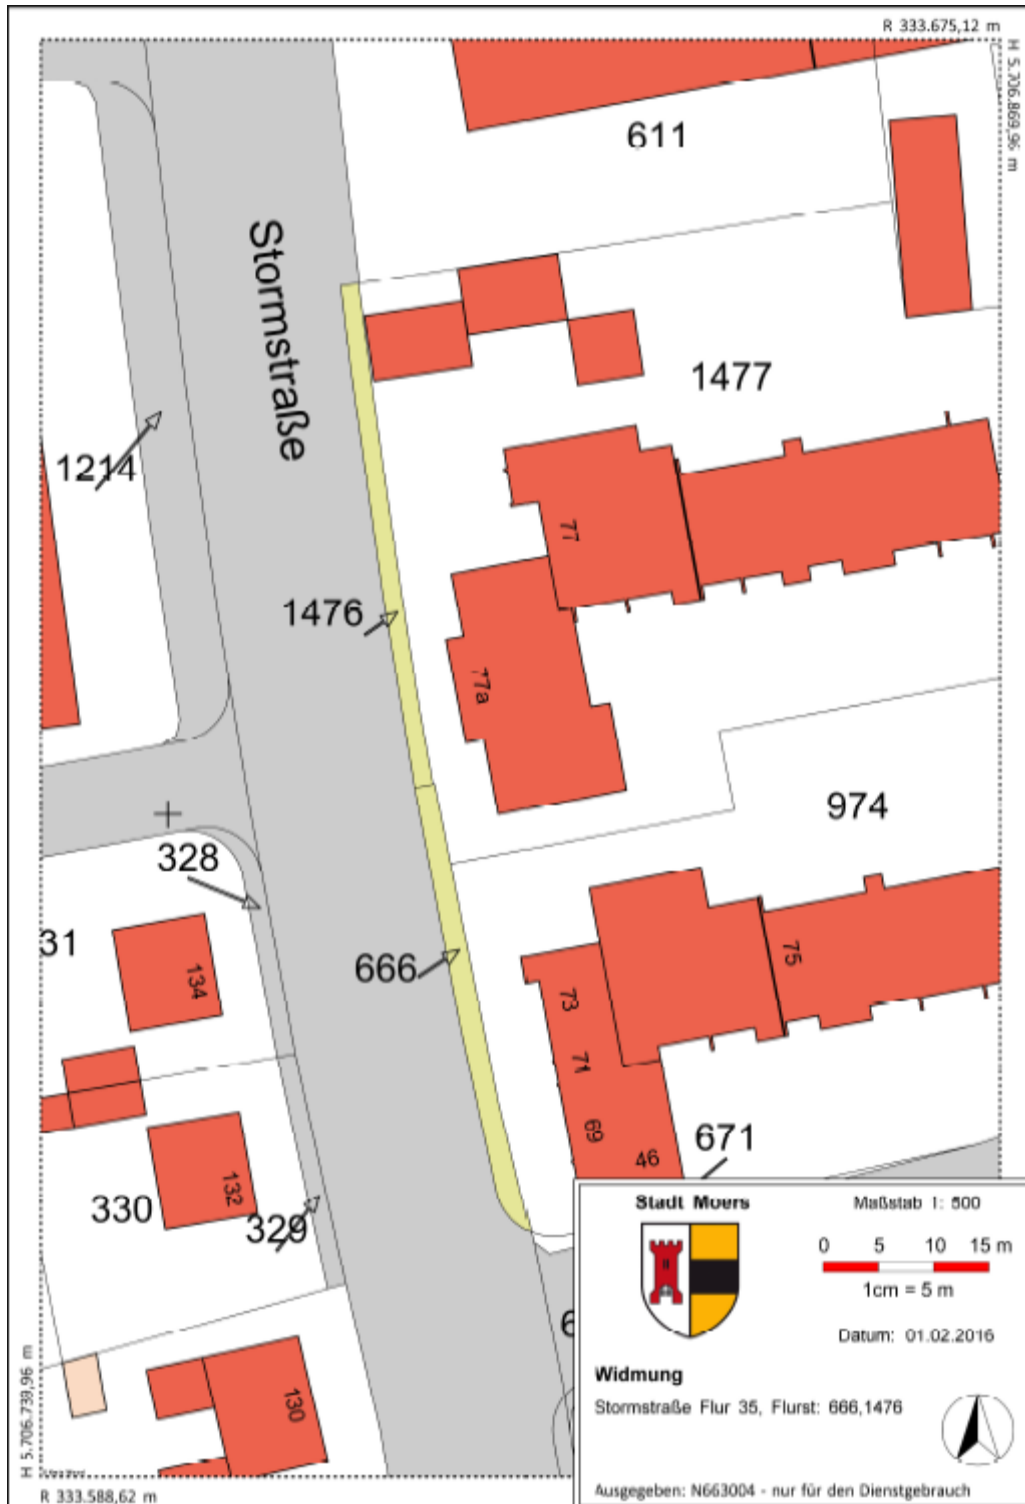 R 333.675,12 m
H 5.706.869,96 m
611
Stormstraße
1477
1214
77
1476
77a
974
328
31
134
75
666
73
71
69
46
671
330
132
329
6
130
Stadt Moers
Maßstab 1: 500
0 5 10 15 m
1cm = 5 m
Datum: 01.02.2016
Widmung
Stormstraße Flur 35, Flurst: 666,1476
Ausgegeben: N663004 - nur für den Dienstgebrauch
H 5.706.739,96 m
R 333.588,62 m